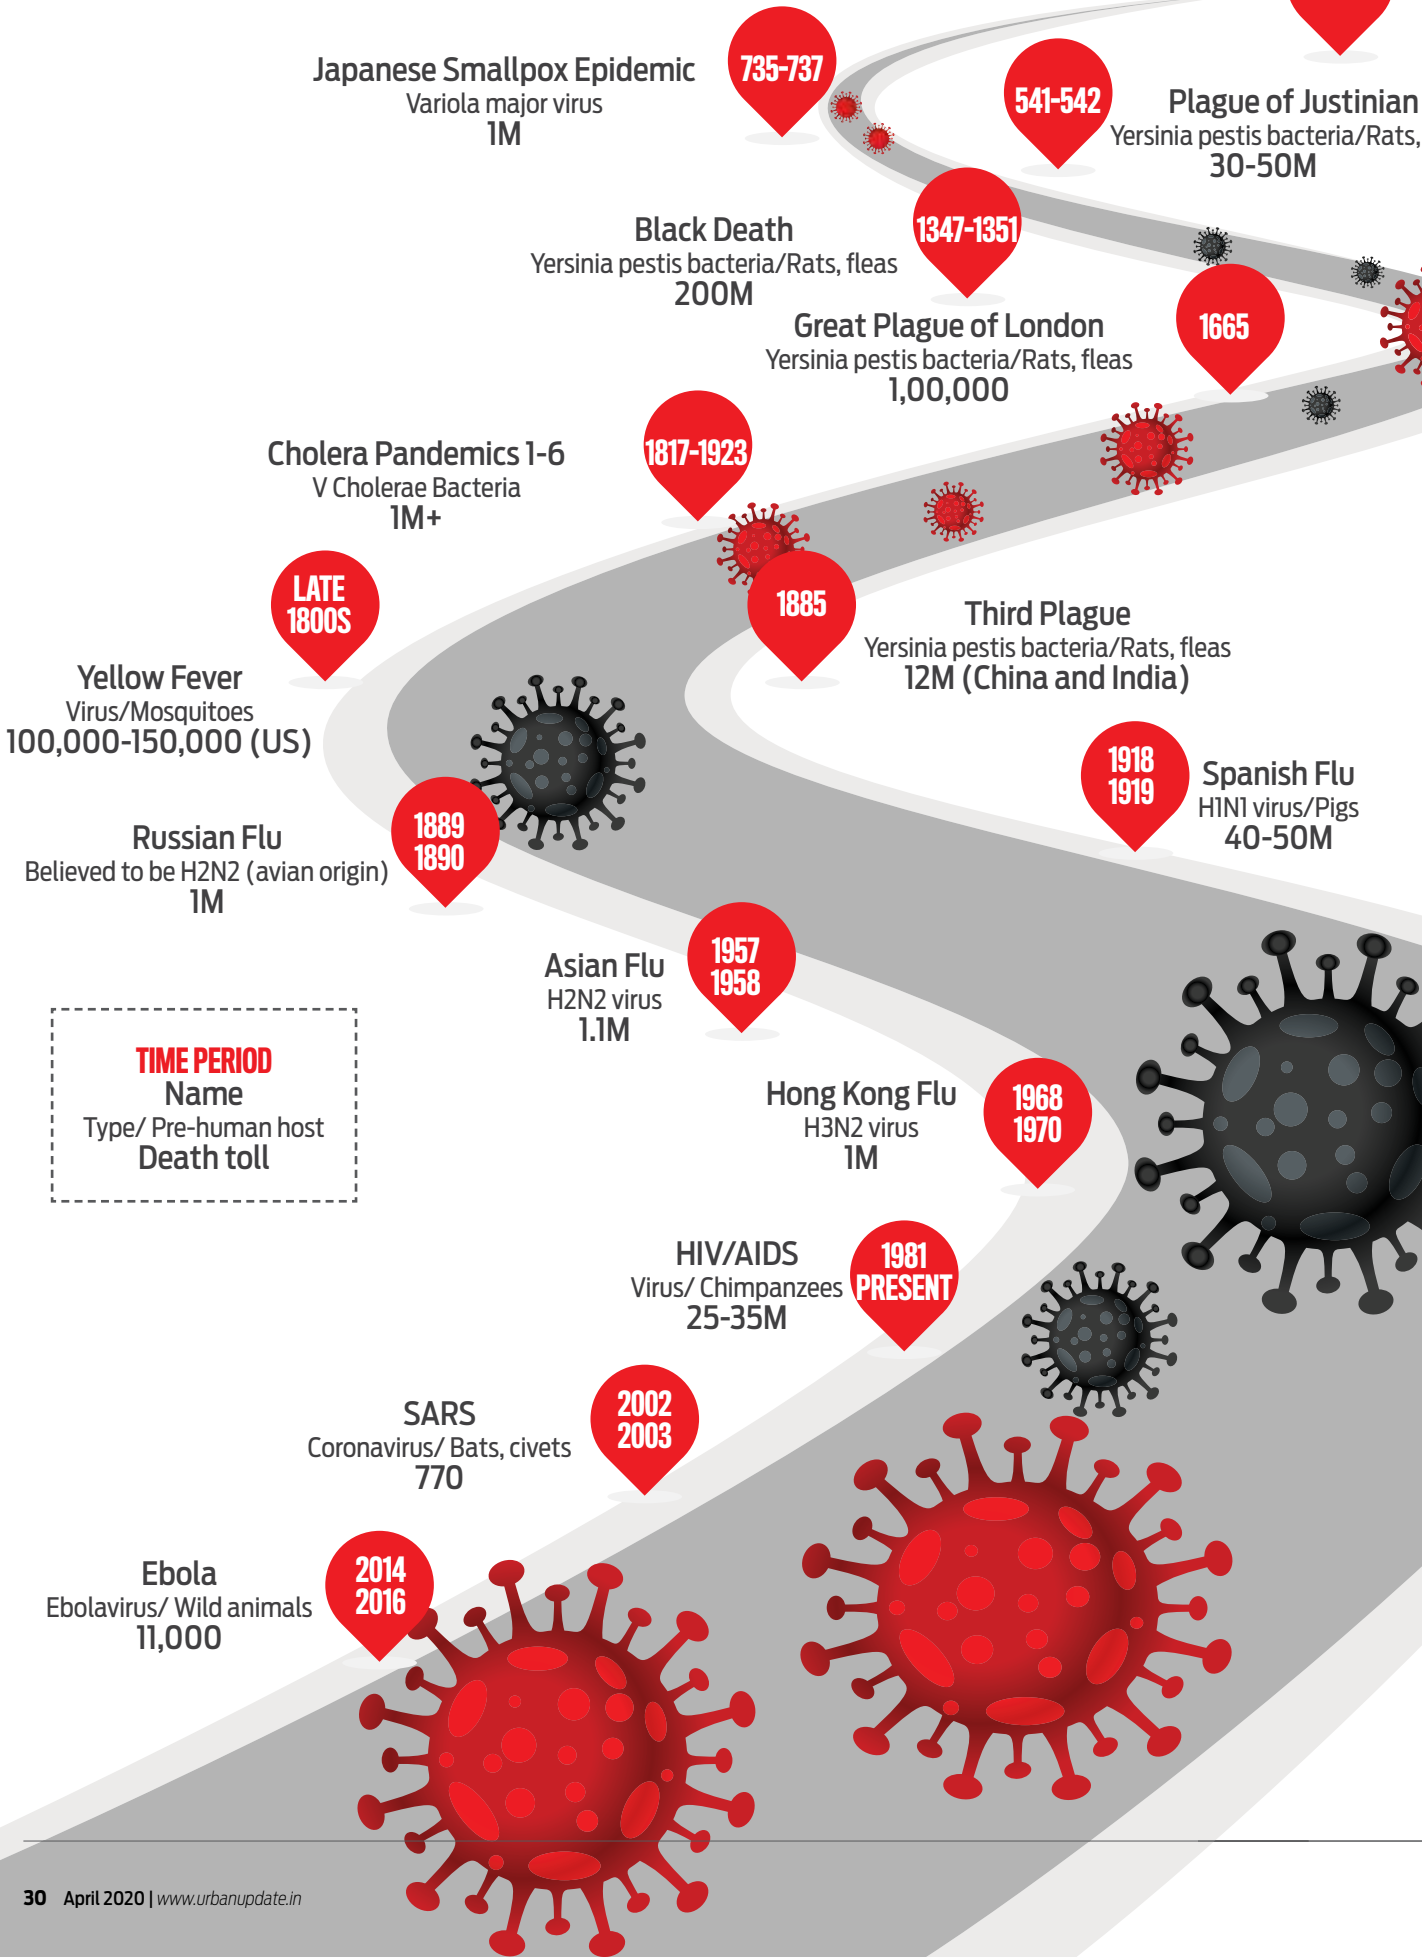 735-737
Japanese Smallpox Epidemic
Variola major virus
1M
541-542
Plague of Justinian
Yersinia pestis bacteria/Rats,
30-50M
1347-1351
Black Death
Yersinia pestis bacteria/Rats, fleas
200M
1665
Great Plague of London
Yersinia pestis bacteria/Rats, fleas
1,00,000
1817-1923
Cholera Pandemics 1-6
V Cholerae Bacteria
1M+
LATE
1800S
Yellow Fever
Virus/Mosquitoes
100,000-150,000 (US)
1885
Third Plague
Yersinia pestis bacteria/Rats, fleas
12M (China and India)
1918
1919
Spanish Flu
H1N1 virus/Pigs
40-50M
1889
1890
Russian Flu
Believed to be H2N2 (avian origin)
1M
1957
1958
Asian Flu
H2N2 virus
1.1M
TIME PERIOD
Name
Type/ Pre-human host
Death toll
1968
1970
Hong Kong Flu
H3N2 virus
1M
1981
PRESENT
HIV/AIDS
Virus/ Chimpanzees
25-35M
2002
2003
SARS
Coronavirus/ Bats, civets
770
2014
2016
Ebola
Ebolavirus/ Wild animals
11,000
30 April 2020 | www.urbanupdate.in